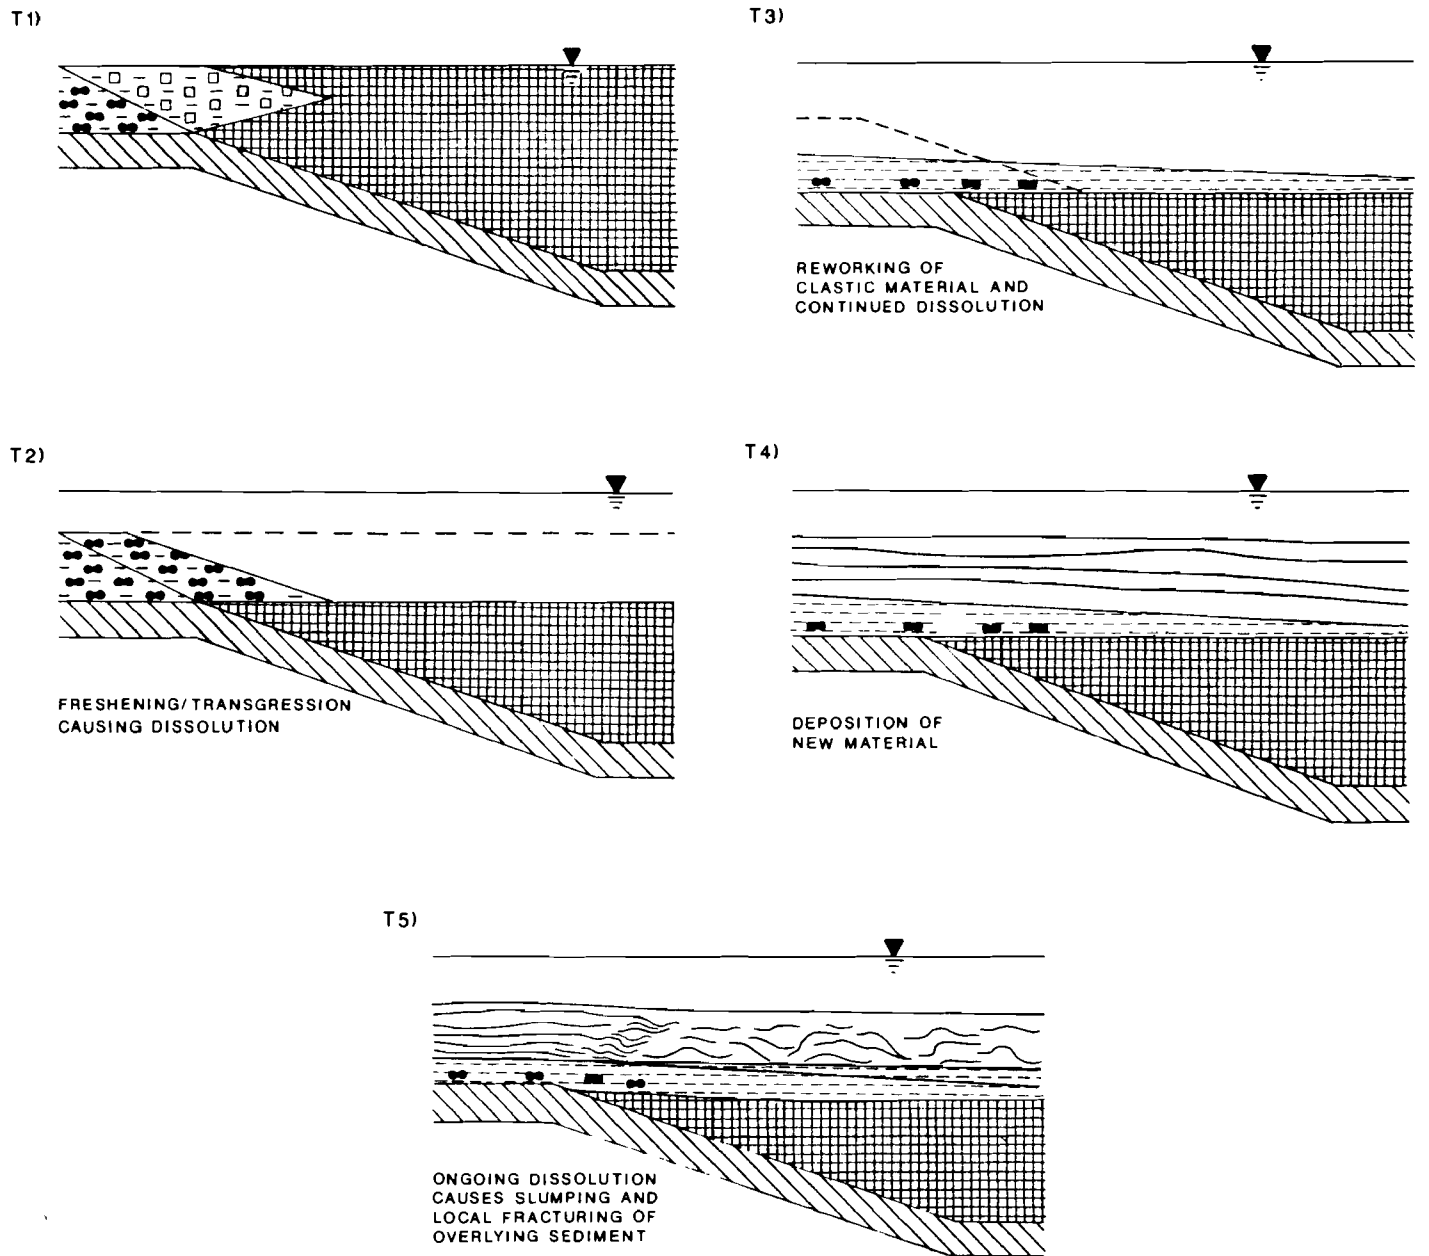 T1)
T2)
FRESHENING/TRANSGRESSION
CAUSING DISSOLUTION
T3)
REWORKING OF
CLASTIC MATERIAL AND
CONTINUED DISSOLUTION
T4)
DEPOSITION OF
NEW MATERIAL
T5)
ONGOING DISSOLUTION
CAUSES SLUMPING AND
LOCAL FRACTURING OF
OVERLYING SEDIMENT